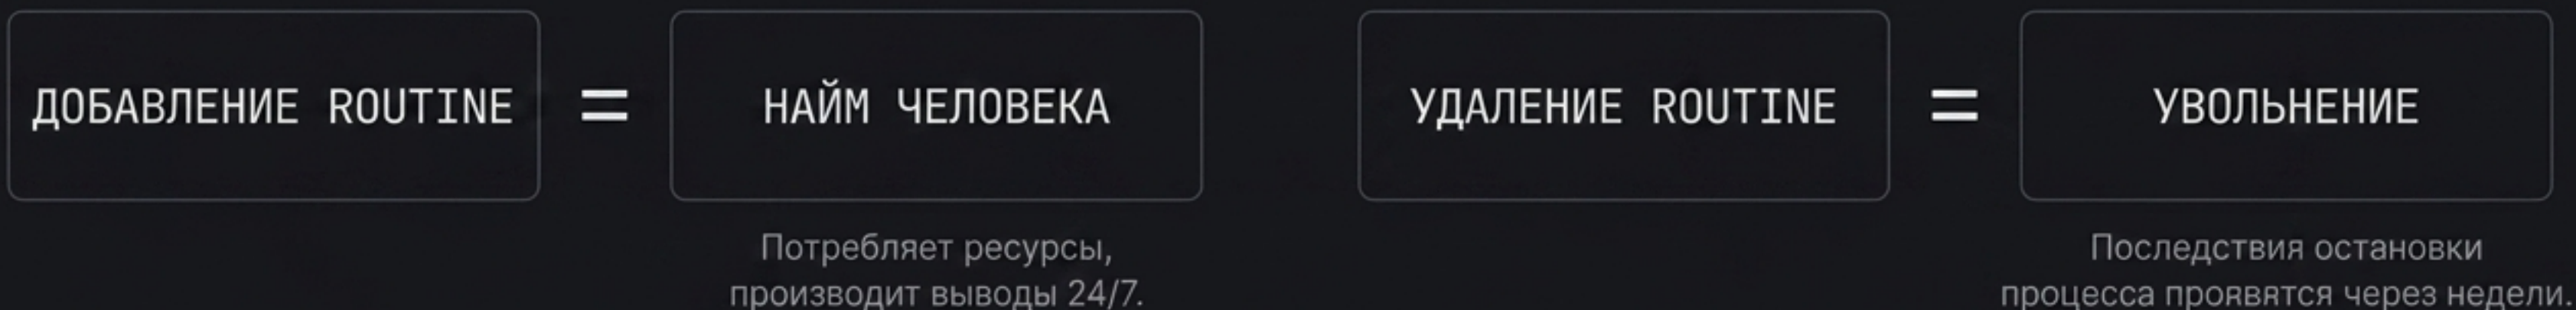 ДОБАВЛЕНИЕ ROUTINE = НАЙМ ЧЕЛОВЕКА
Потребляет ресурсы,
производит выводы 24/7.
УДАЛЕНИЕ ROUTINE = УВОЛЬНЕНИЕ
Последствия остановки
процесса проявятся через недели.